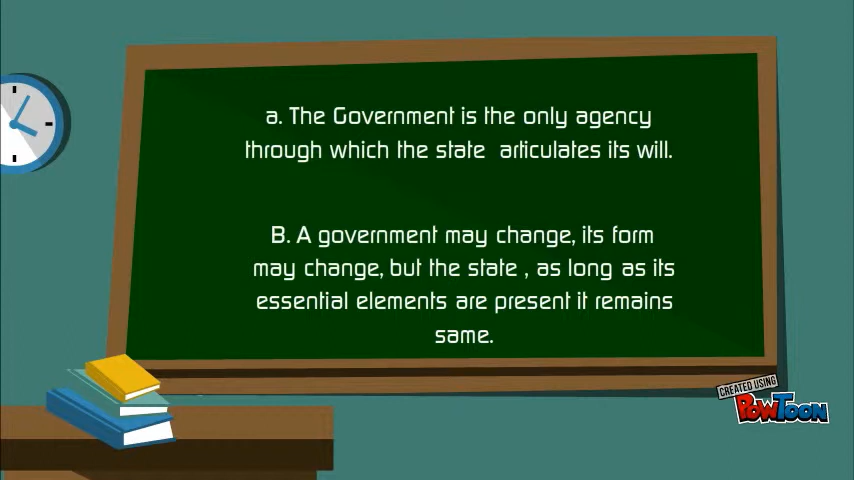 a. The Government is the only agency
through which the state articulates its will.
B. A government may change, its form
may change, but the state , as long as its
essential elements are present it remains
same.
CREATED USING
POWTOON